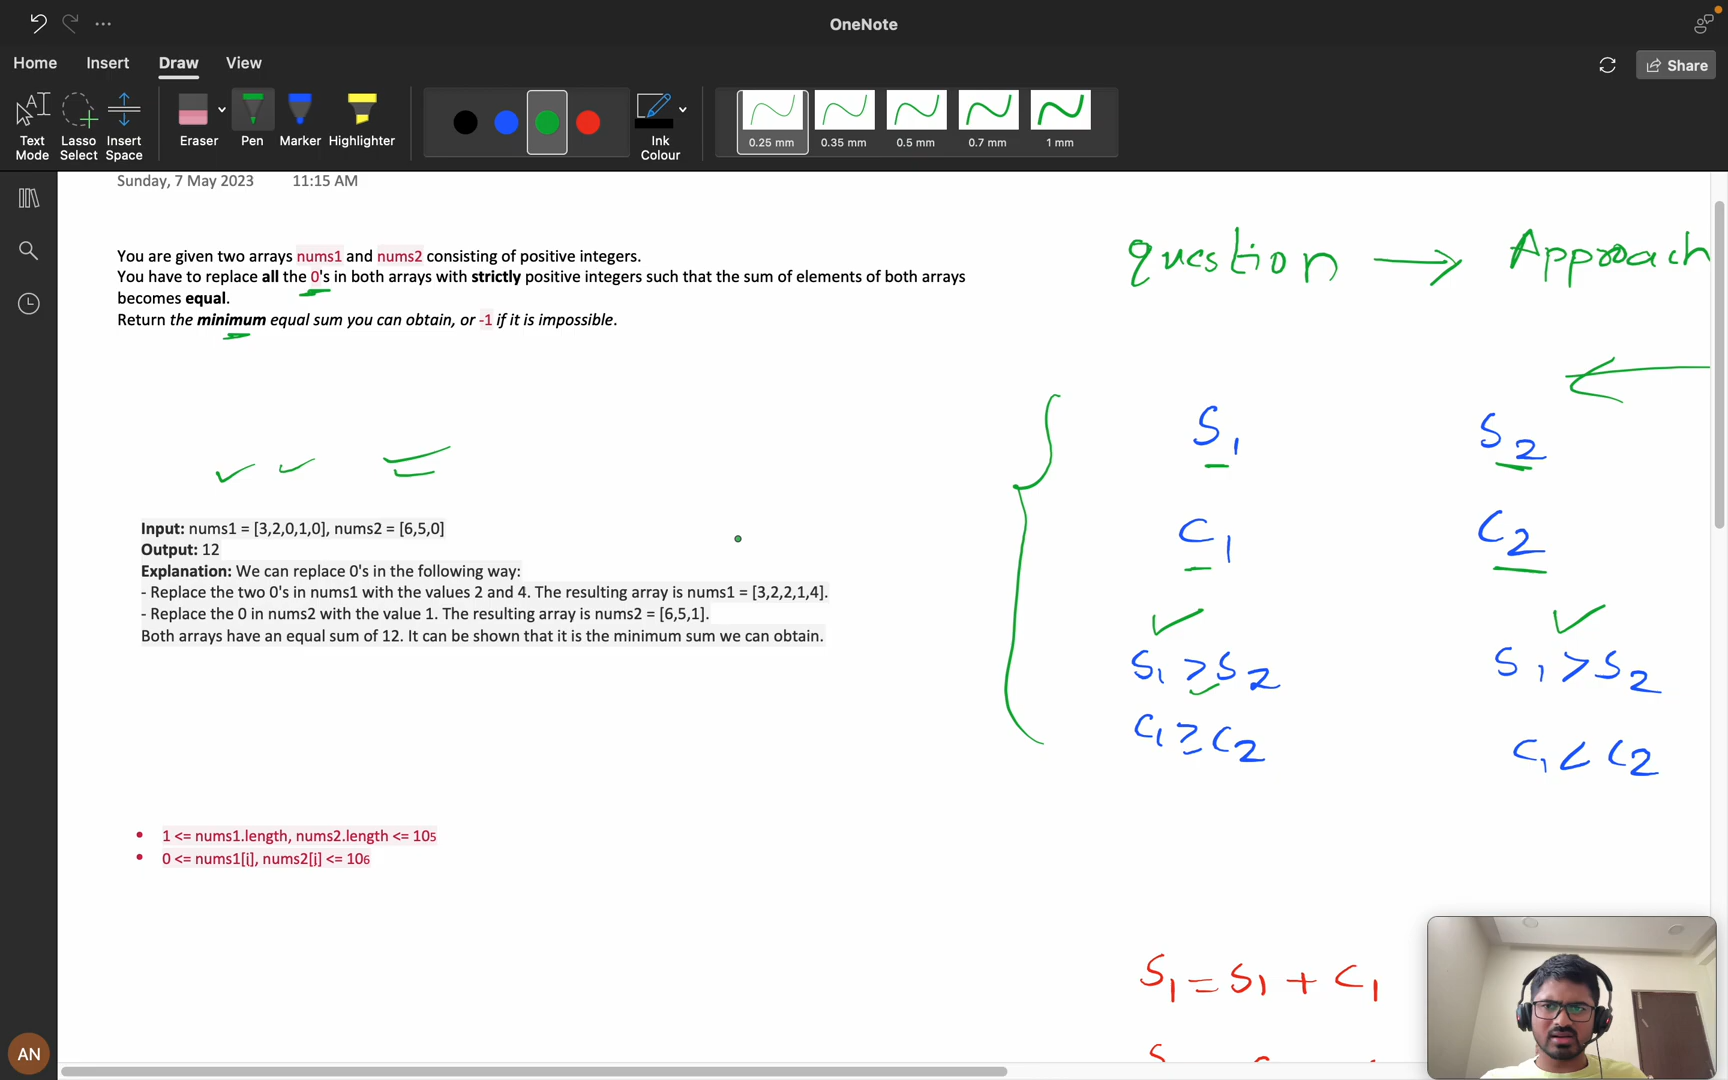 OneNote
Home Insert Draw View
Share
Text Mode
Lasso Select
Insert Space
Eraser
Pen
Marker
Highlighter
Ink Colour
0.25 mm
0.35 mm
0.5 mm
0.7 mm
1 mm
Sunday, 7 May 2023 11:15 AM
You are given two arrays nums1 and nums2 consisting of positive integers.
You have to replace all the 0's in both arrays with strictly positive integers such that the sum of elements of both arrays
becomes equal.
Return the minimum equal sum you can obtain, or -1 if it is impossible.
question → Approach
S1 S2
C1 C2
S1 ≥ S2 S1 > S2
C1 ≥ C2 C1 < C2
Input: nums1 = [3,2,0,1,0], nums2 = [6,5,0]
Output: 12
Explanation: We can replace 0's in the following way:
- Replace the two 0's in nums1 with the values 2 and 4. The resulting array is nums1 = [3,2,2,1,4].
- Replace the 0 in nums2 with the value 1. The resulting array is nums2 = [6,5,1].
Both arrays have an equal sum of 12. It can be shown that it is the minimum sum we can obtain.
• 1 <= nums1.length, nums2.length <= 105
• 0 <= nums1[i], nums2[j] <= 106
S1 = S1 + C1
AN